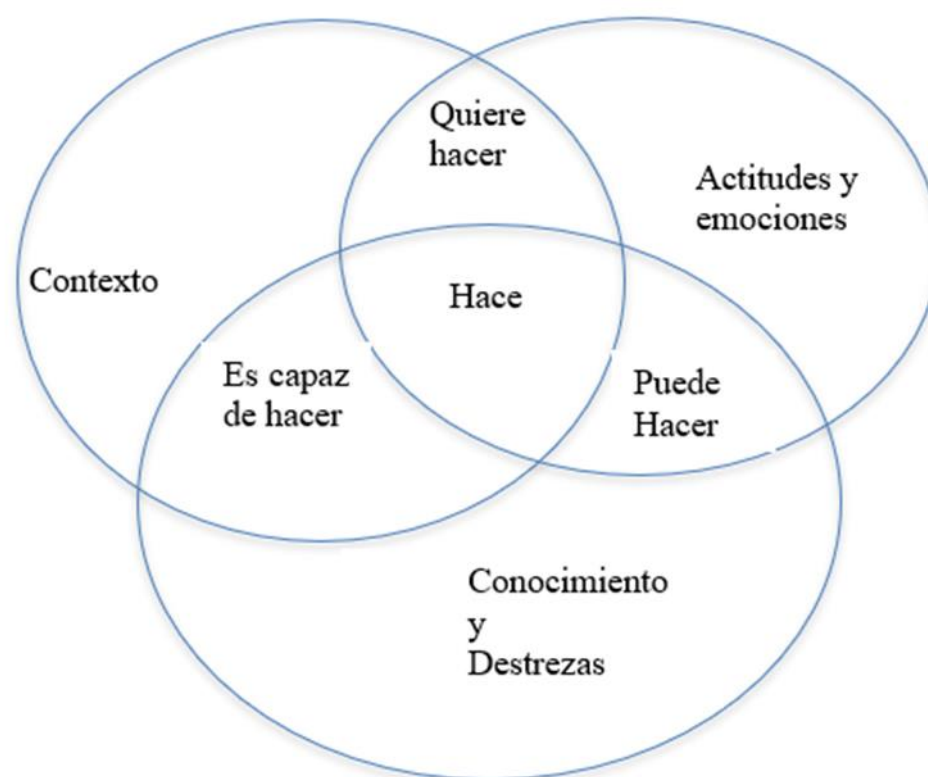 Quiere
hacer
Actitudes y
emociones
Contexto
Hace
Es capaz
de hacer
Puede
Hacer
Conocimiento
y
Destrezas